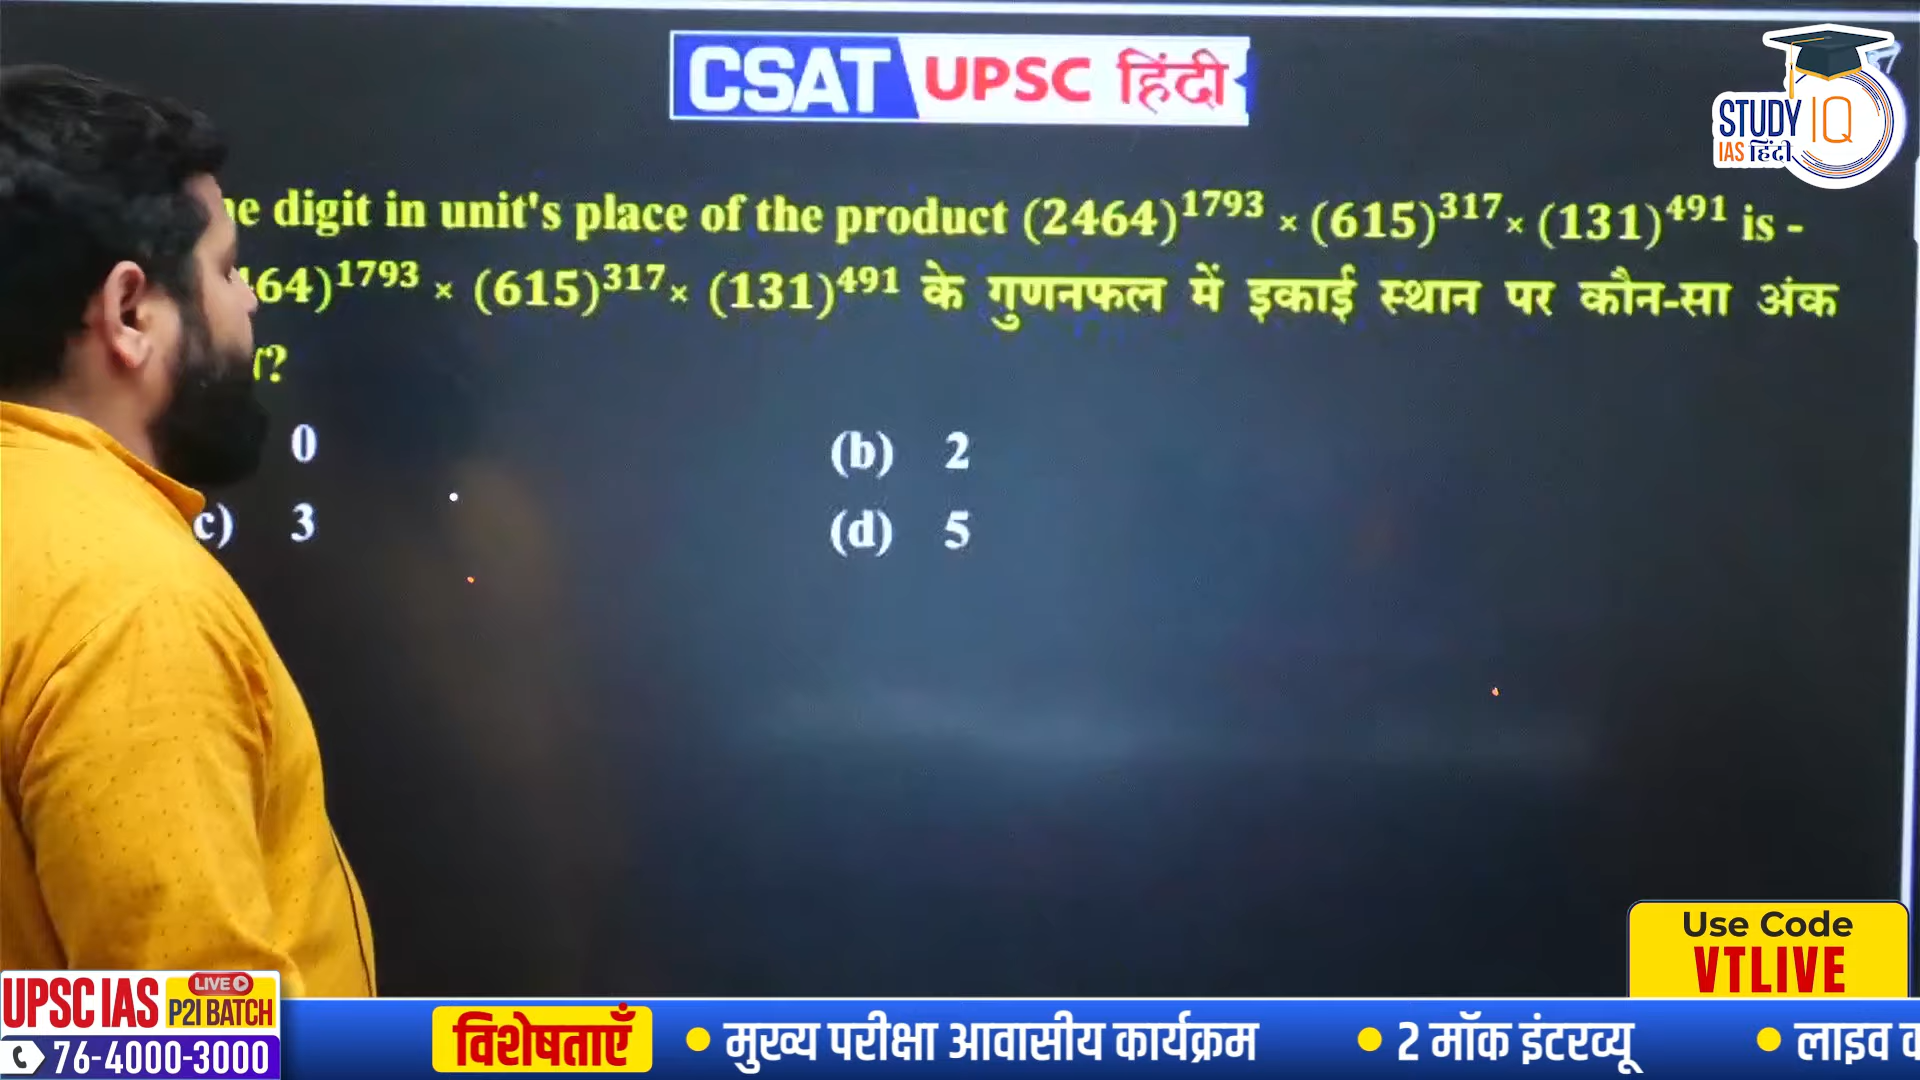 CSAT UPSC हिंदी
STUDY IQ
IAS हिंदी
digit in unit's place of the product (2464)^1793 × (615)^317 × (131)^491 is -
64)^1793 × (615)^317 × (131)^491 के गुणनफल में इकाई स्थान पर कौन-सा अंक
?
0 (b) 2
c) 3 (d) 5
Use Code
VTLIVE
UPSC IAS LIVE P2I BATCH
76-4000-3000
विशेषताएँ • मुख्य परीक्षा आवासीय कार्यक्रम • 2 मॉक इंटरव्यू • लाइव